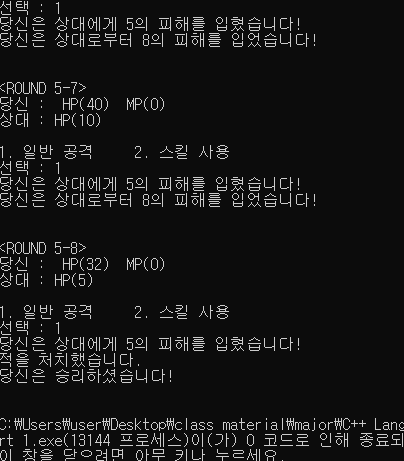 선택 : 1
당신은 상대에게 5의 피해를 입혔습니다!
당신은 상대로부터 8의 피해를 입었습니다!
<ROUND 5-7>
당신 :  HP(40)  MP(0)
상대 : HP(10)
1. 일반 공격     2. 스킬 사용
선택 : 1
당신은 상대에게 5의 피해를 입혔습니다!
당신은 상대로부터 8의 피해를 입었습니다!
<ROUND 5-8>
당신 :  HP(32)  MP(0)
상대 : HP(5)
1. 일반 공격     2. 스킬 사용
선택 : 1
당신은 상대에게 5의 피해를 입혔습니다!
적을 처치했습니다.
당신은 승리하셨습니다!
C:₩Users₩user₩Desktop₩class material₩major₩C++ Lang
rt 1.exe(13144 프로세스)이(가) 0 코드로 인해 종료되
이 창을 닫으려면 아무 키나 누르세요.